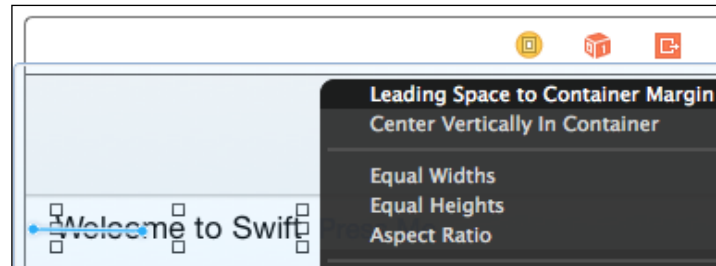 Leading Space to Container Margin
Center Vertically In Container
Equal Widths
Equal Heights
Aspect Ratio
Welcome to Swift